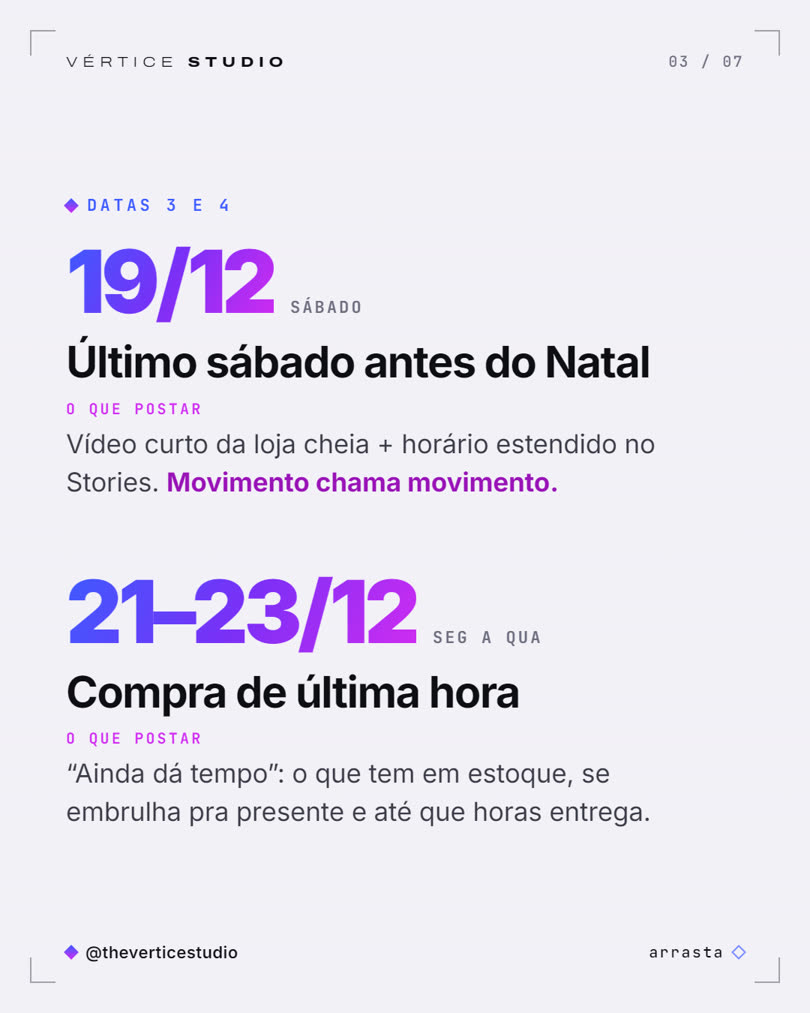 VÉRTICE STUDIO
03 / 07
DATAS 3 E 4
19/12 SÁBADO
Último sábado antes do Natal
O QUE POSTAR
Vídeo curto da loja cheia + horário estendido no
Stories. Movimento chama movimento.
21–23/12 SEG A QUA
Compra de última hora
O QUE POSTAR
“Ainda dá tempo”: o que tem em estoque, se
embrulha pra presente e até que horas entrega.
@theverticestudio
arrasta